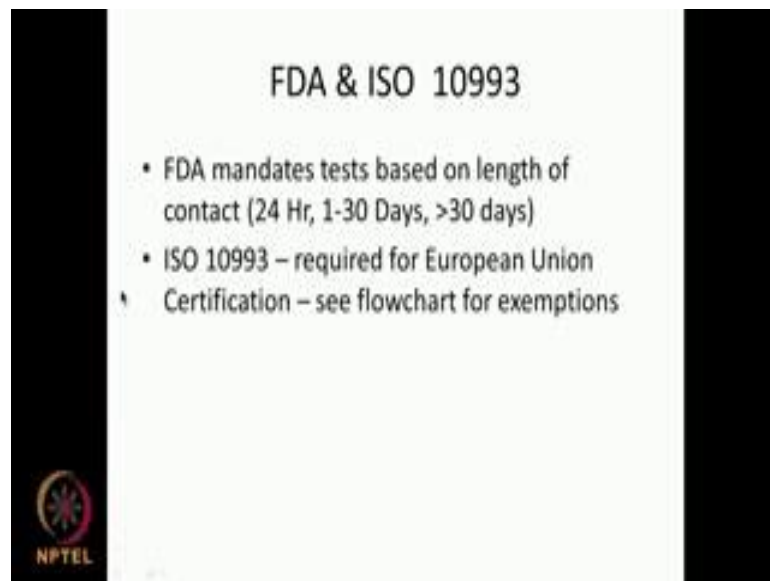 FDA & ISO 10993
• FDA mandates tests based on length of
contact (24 Hr, 1-30 Days, >30 days)
• ISO 10993 – required for European Union
Certification – see flowchart for exemptions
NPTEL